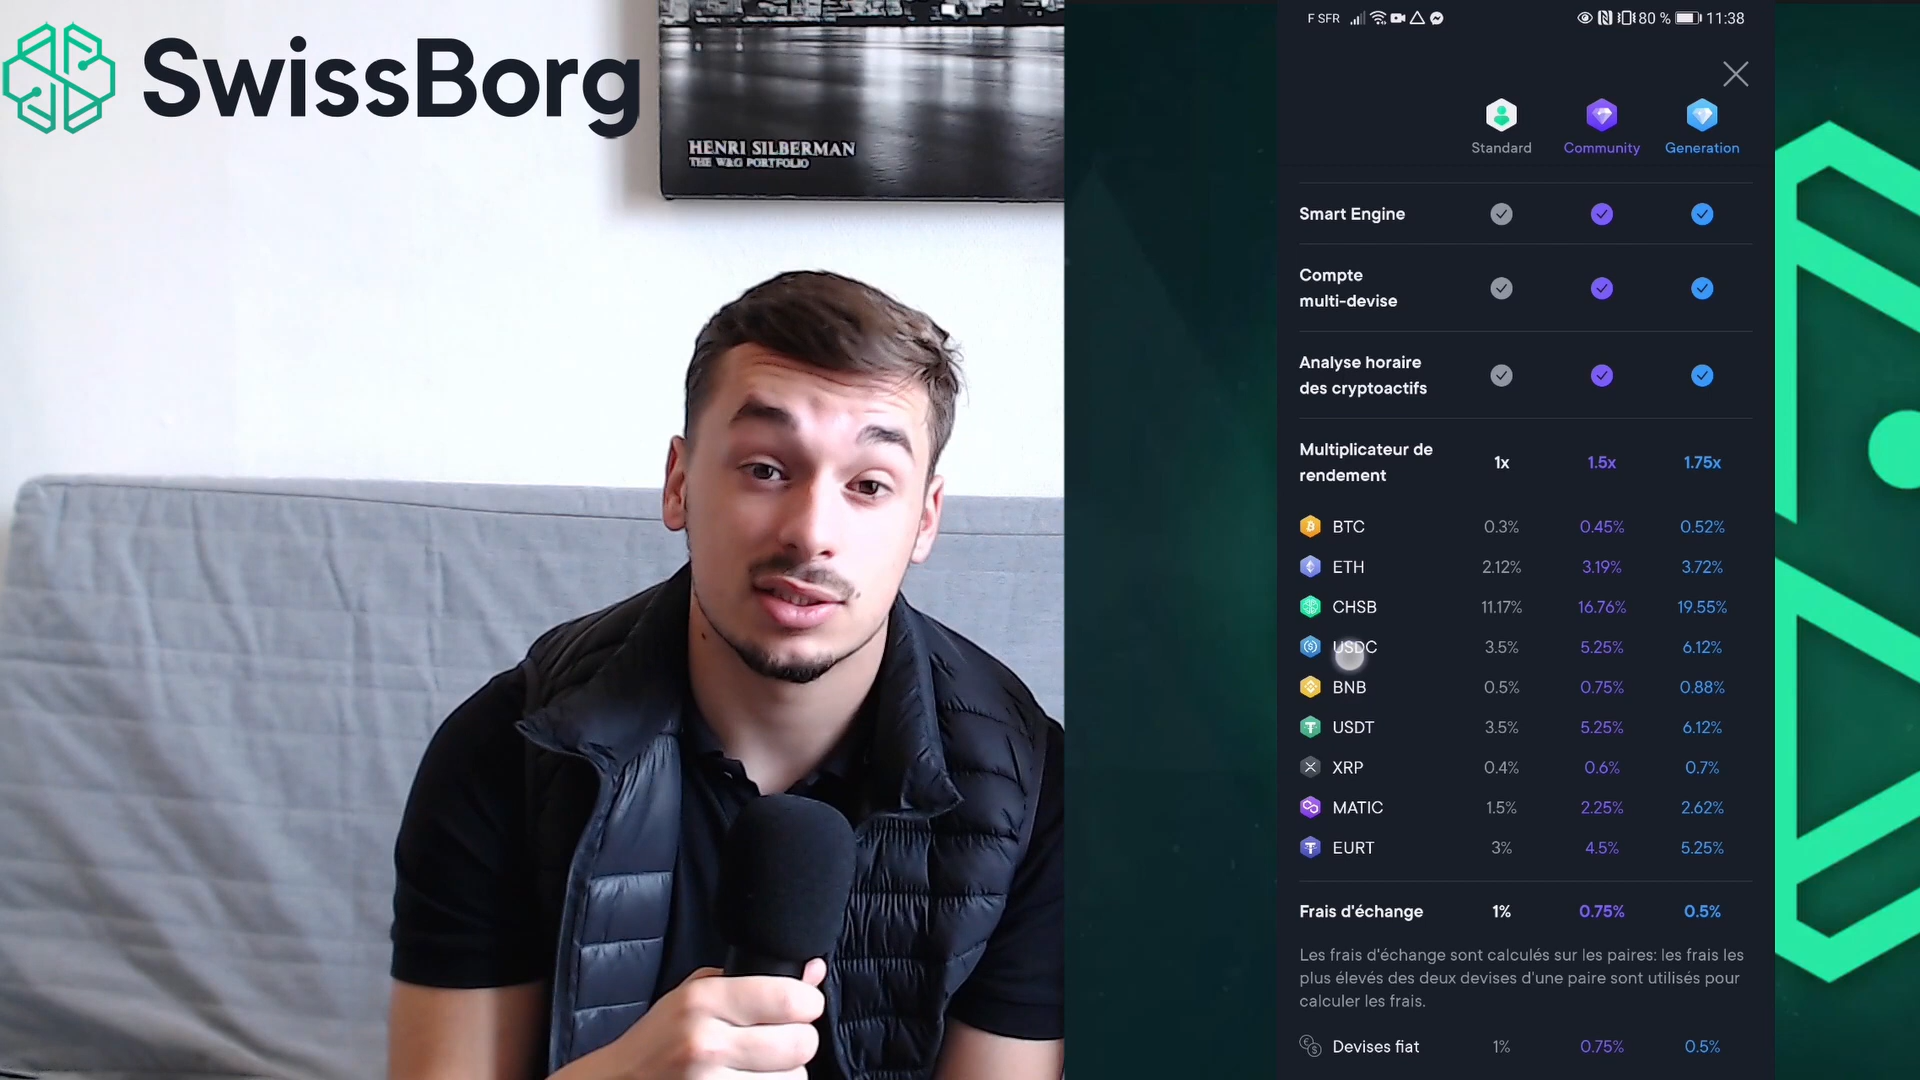 SwissBorg
HENRI SILBERMAN
THE W&G PORTFOLIO
F SFR
80 % 11:38
Standard Community Generation
Smart Engine
Compte
multi-devise
Analyse horaire
des cryptoactifs
Multiplicateur de
rendement
1x 1.5x 1.75x
BTC 0.3% 0.45% 0.52%
ETH 2.12% 3.19% 3.72%
CHSB 11.17% 16.76% 19.55%
USDC 3.5% 5.25% 6.12%
BNB 0.5% 0.75% 0.88%
USDT 3.5% 5.25% 6.12%
XRP 0.4% 0.6% 0.7%
MATIC 1.5% 2.25% 2.62%
EURT 3% 4.5% 5.25%
Frais d'échange 1% 0.75% 0.5%
Les frais d'échange sont calculés sur les paires: les frais les
plus élevés des deux devises d'une paire sont utilisés pour
calculer les frais.
Devises fiat 1% 0.75% 0.5%